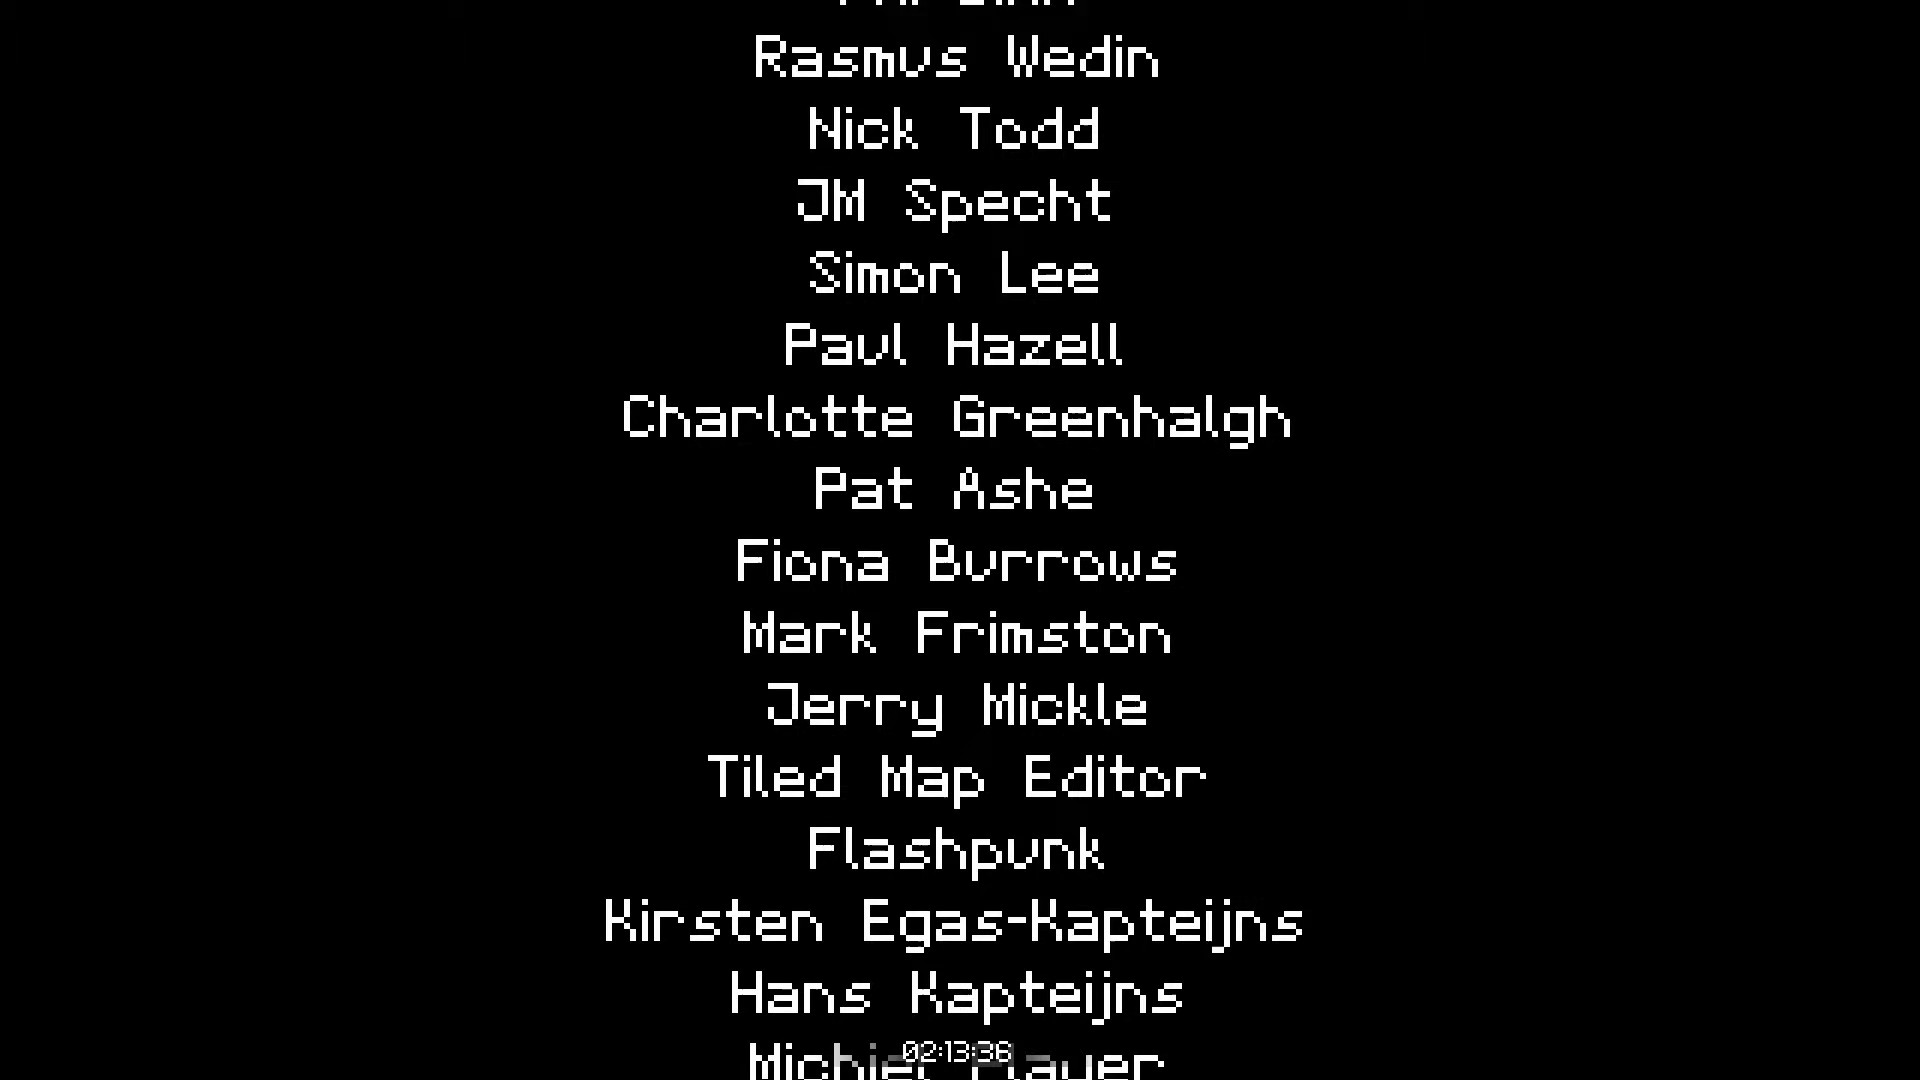 Rasmus Wedin
Nick Todd
JM Specht
Simon Lee
Paul Hazell
Charlotte Greenhalgh
Pat Ashe
Fiona Burrows
Mark Frimston
Jerry Mickle
Tiled Map Editor
Flashpunk
Kirsten Egas-Kapteijns
Hans Kapteijns
02:13:36